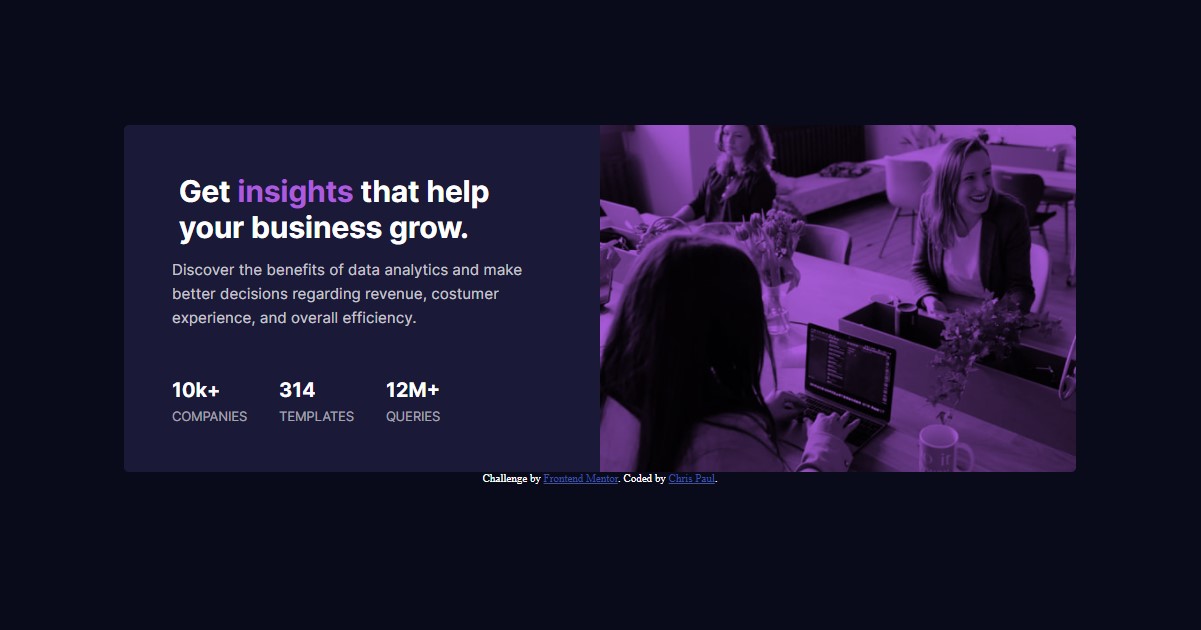 Get insights that help
your business grow.
Discover the benefits of data analytics and make
better decisions regarding revenue, costumer
experience, and overall efficiency.
10k+ 314 12M+
COMPANIES TEMPLATES QUERIES
Challenge by Frontend Mentor. Coded by Chris Paul.